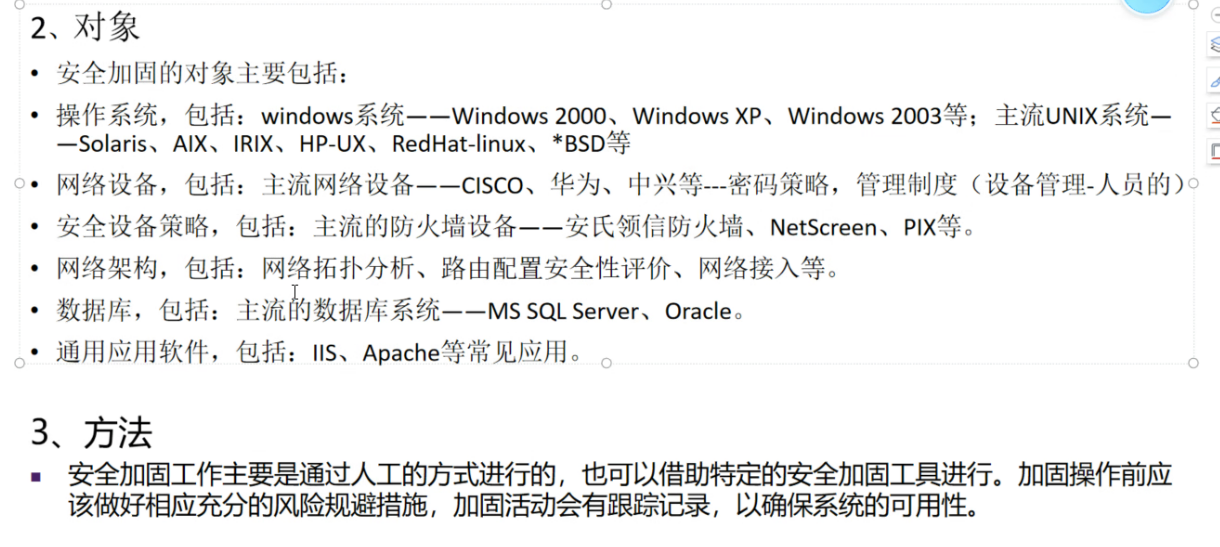 2、对象
• 安全加固的对象主要包括：
• 操作系统，包括：windows系统——Windows 2000、Windows XP、Windows 2003等；主流UNIX系统—
—Solaris、AIX、IRIX、HP-UX、RedHat-linux、*BSD等
• 网络设备，包括：主流网络设备——CISCO、华为、中兴等---密码策略，管理制度（设备管理-人员的）
• 安全设备策略，包括：主流的防火墙设备——安氏领信防火墙、NetScreen、PIX等。
• 网络架构，包括：网络拓扑分析、路由配置安全性评价、网络接入等。
• 数据库，包括：主流的数据库系统——MS SQL Server、Oracle。
• 通用应用软件，包括：IIS、Apache等常见应用。
3、方法
▪ 安全加固工作主要是通过人工的方式进行的，也可以借助特定的安全加固工具进行。加固操作前应
该做好相应充分的风险规避措施，加固活动会有跟踪记录，以确保系统的可用性。